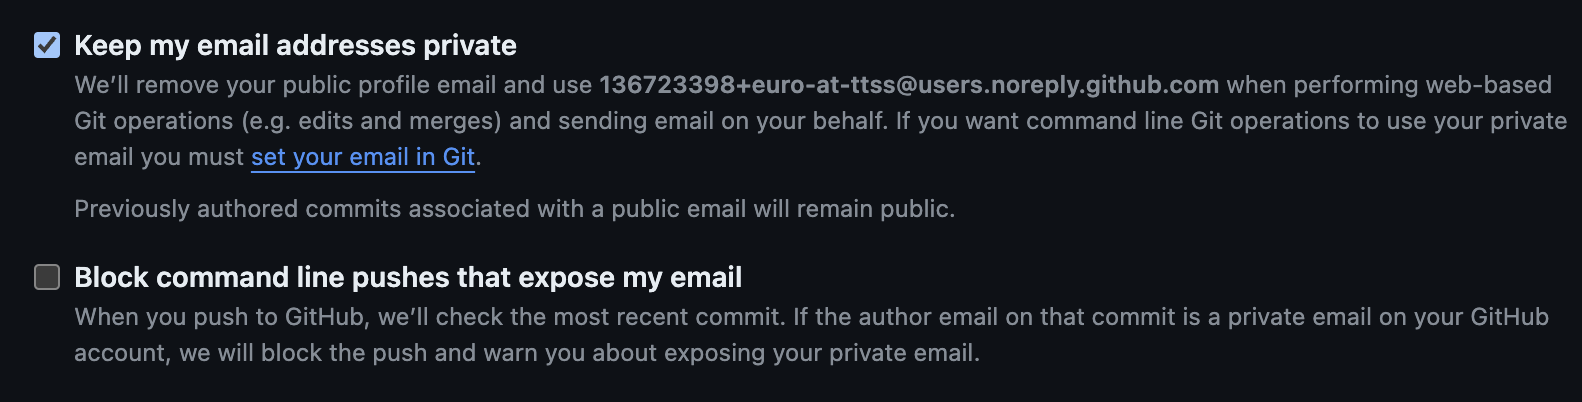 Keep my email addresses private
We’ll remove your public profile email and use 136723398+euro-at-ttss@users.noreply.github.com when performing web-based
Git operations (e.g. edits and merges) and sending email on your behalf. If you want command line Git operations to use your private
email you must set your email in Git.
Previously authored commits associated with a public email will remain public.
Block command line pushes that expose my email
When you push to GitHub, we’ll check the most recent commit. If the author email on that commit is a private email on your GitHub
account, we will block the push and warn you about exposing your private email.